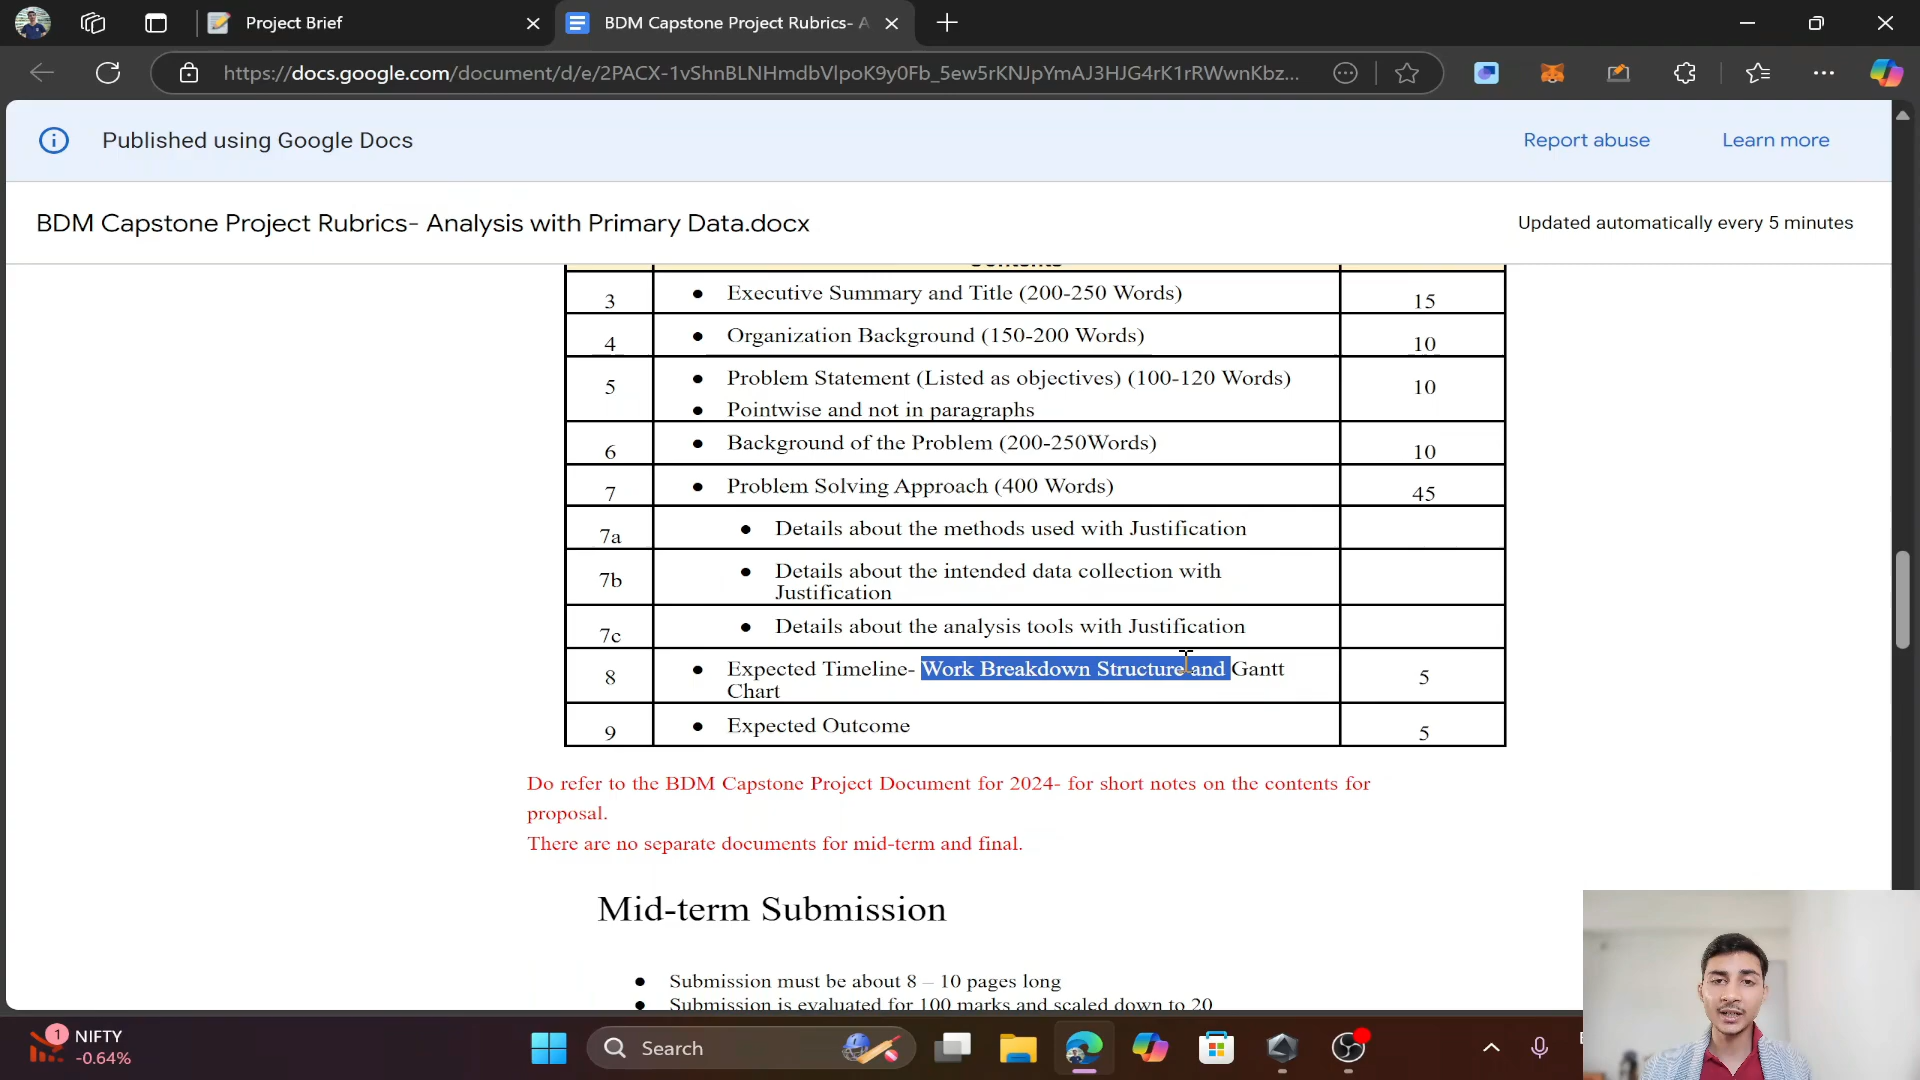 Project Brief
BDM Capstone Project Rubrics- A
https://docs.google.com/document/d/e/2PACX-1vShnBLNHmdbVlpoK9y0Fb_5ew5rKNJpYmAJ3HJG4rK1rRWwnKbz...
Published using Google Docs
Report abuse
Learn more
BDM Capstone Project Rubrics- Analysis with Primary Data.docx
Updated automatically every 5 minutes
Contents
3 • Executive Summary and Title (200-250 Words) 15
4 • Organization Background (150-200 Words) 10
5 • Problem Statement (Listed as objectives) (100-120 Words) 10
• Pointwise and not in paragraphs
6 • Background of the Problem (200-250Words) 10
7 • Problem Solving Approach (400 Words) 45
7a • Details about the methods used with Justification
7b • Details about the intended data collection with
Justification
7c • Details about the analysis tools with Justification
8 • Expected Timeline- Work Breakdown Structure and Gantt 5
Chart
9 • Expected Outcome 5
Do refer to the BDM Capstone Project Document for 2024- for short notes on the contents for
proposal.
There are no separate documents for mid-term and final.
Mid-term Submission
• Submission must be about 8 – 10 pages long
• Submission is evaluated for 100 marks and scaled down to 20
1
NIFTY
-0.64%
Search